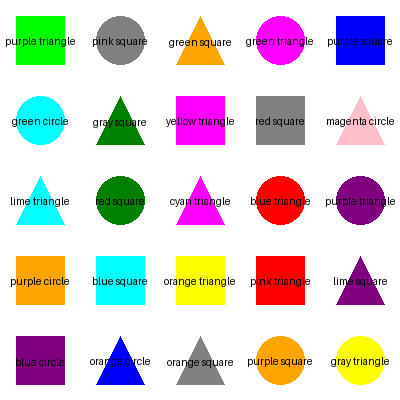 purple triangle
pink square
green square
green triangle
purple square
green circle
gray square
yellow triangle
red square
magenta circle
lime triangle
red square
cyan triangle
blue triangle
purple triangle
purple circle
blue square
orange triangle
pink triangle
lime square
blue circle
orange circle
orange square
purple square
gray triangle